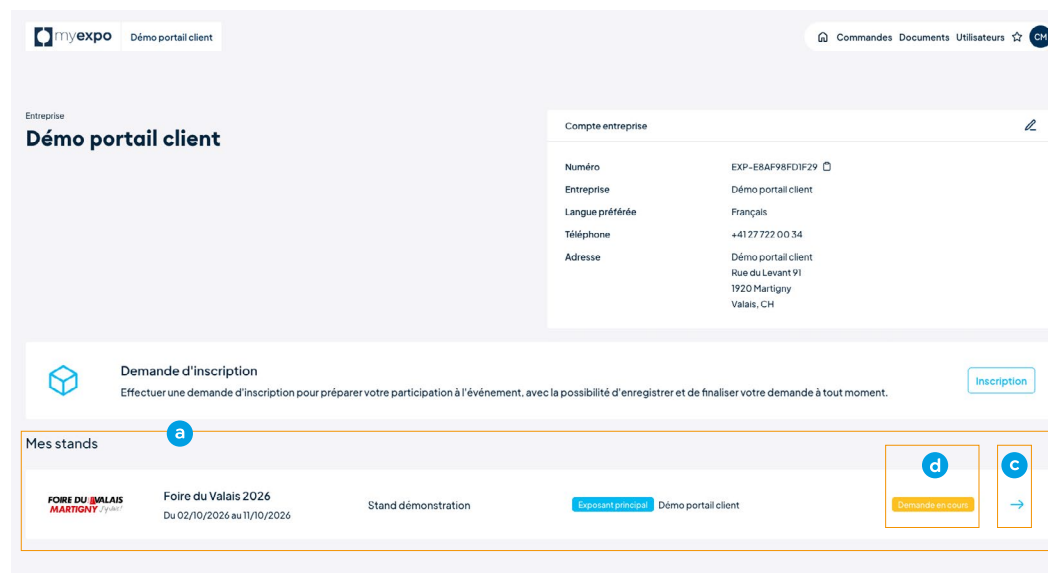 myexpo Démo portail client
Commandes Documents Utilisateurs CM
Entreprise
Démo portail client
Compte entreprise
Numéro EXP-E8AF98FD1F29
Entreprise Démo portail client
Langue préférée Français
Téléphone +41 27 722 00 34
Adresse Démo portail client
Rue du Levant 91
1920 Martigny
Valais, CH
Demande d'inscription
Effectuer une demande d'inscription pour préparer votre participation à l'événement, avec la possibilité d'enregistrer et de finaliser votre demande à tout moment.
Inscription
a
Mes stands
d c
FOIRE DU VALAIS
MARTIGNY J'y vais!
Foire du Valais 2026
Du 02/10/2026 au 11/10/2026
Stand démonstration
Exposant principal Démo portail client
Demande en cours